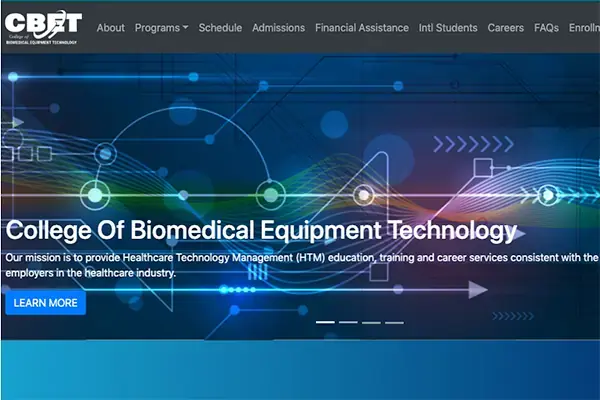 CBET
College of
BIOMEDICAL EQUIPMENT TECHNOLOGY
About Programs Schedule Admissions Financial Assistance Intl Students Careers FAQs Enrolln
College Of Biomedical Equipment Technology
Our mission is to provide Healthcare Technology Management (HTM) education, training and career services consistent with the
employers in the healthcare industry.
LEARN MORE